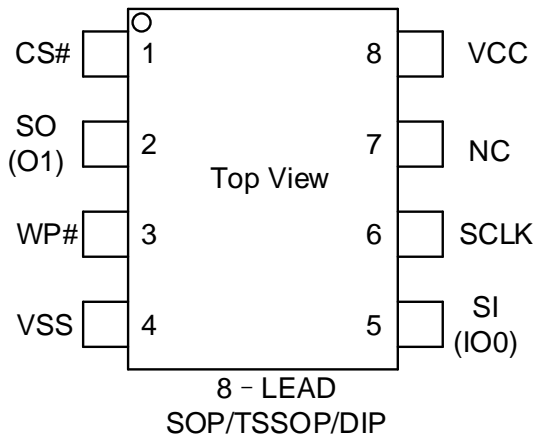 CS# 1 8 VCC
SO
(O1) 2 7 NC
Top View
WP# 3 6 SCLK
VSS 4 5 SI
(IO0)
8 - LEAD
SOP/TSSOP/DIP